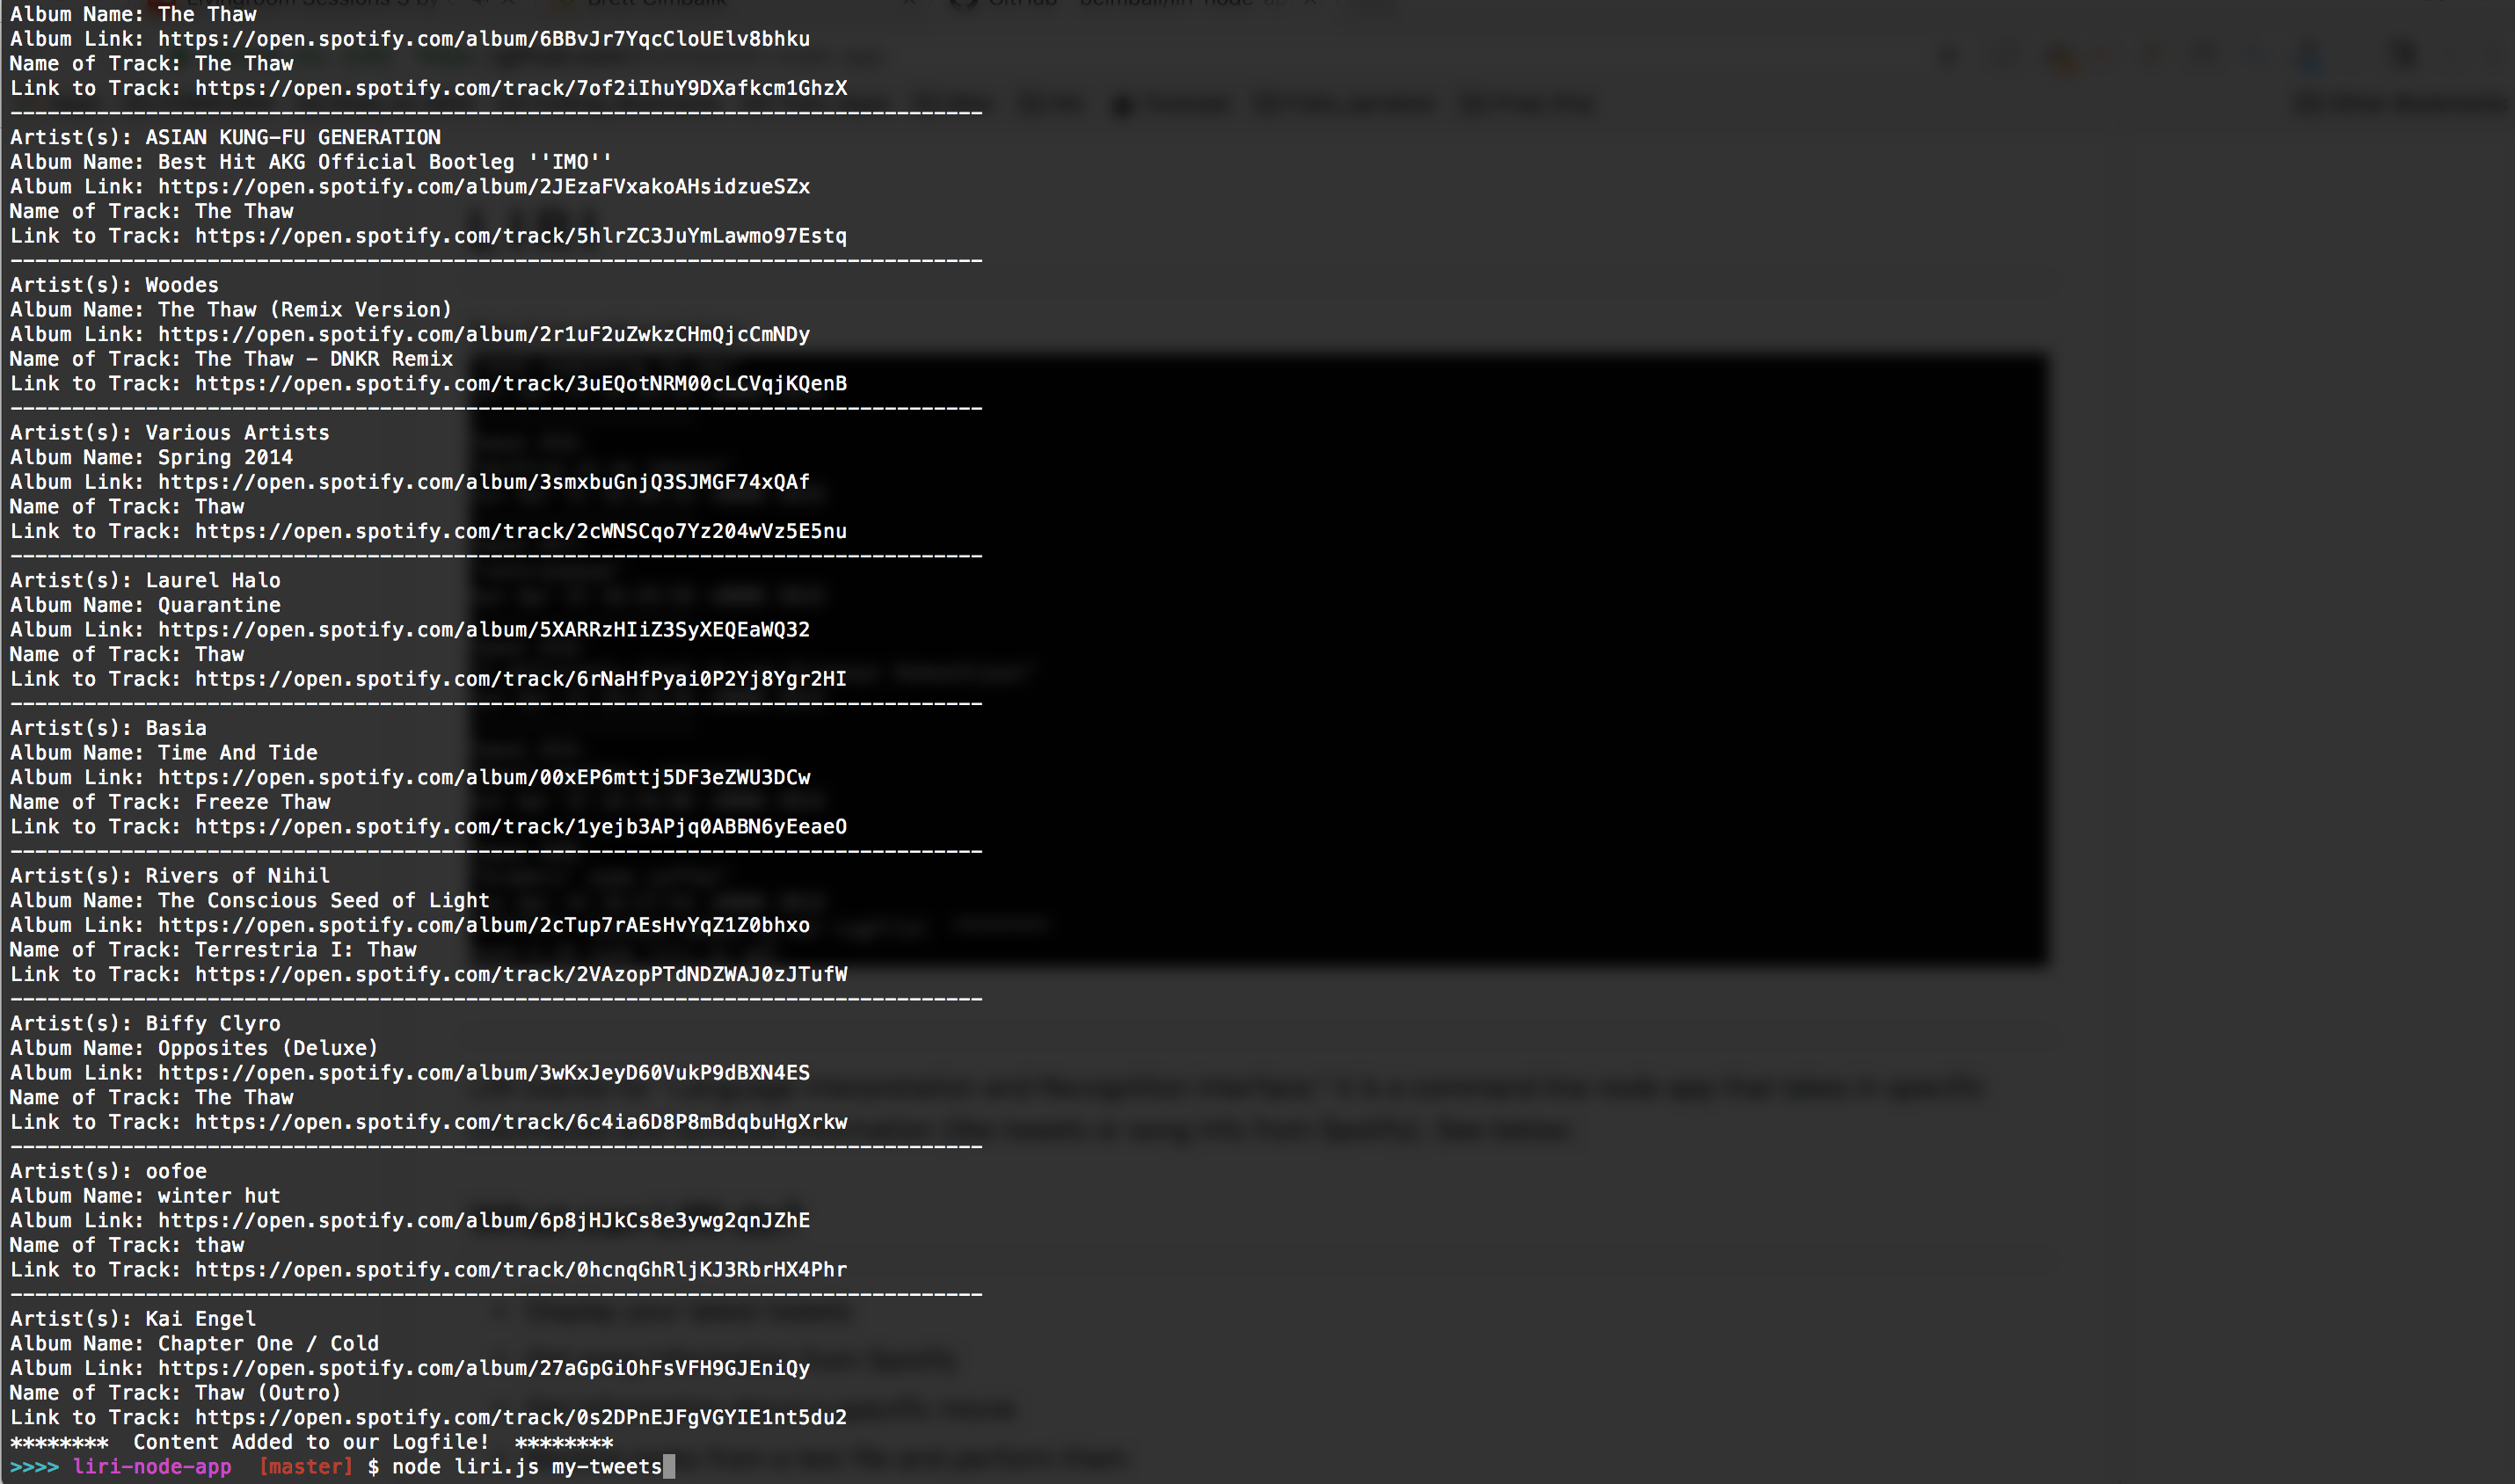 Album Name: The Thaw
Album Link: https://open.spotify.com/album/6BBvJr7YqcCloUElv8bhku
Name of Track: The Thaw
Link to Track: https://open.spotify.com/track/7of2iIhuY9DXafkcm1GhzX
-------------------------------------------------------------------------------
Artist(s): ASIAN KUNG-FU GENERATION
Album Name: Best Hit AKG Official Bootleg ''IMO''
Album Link: https://open.spotify.com/album/2JEzaFVxakoAHsidzueSZx
Name of Track: The Thaw
Link to Track: https://open.spotify.com/track/5hlrZC3JuYmLawmo97Estq
-------------------------------------------------------------------------------
Artist(s): Woodes
Album Name: The Thaw (Remix Version)
Album Link: https://open.spotify.com/album/2r1uF2uZwkzCHmQjcCmNDy
Name of Track: The Thaw - DNKR Remix
Link to Track: https://open.spotify.com/track/3uEQotNRM00cLCVqjKQenB
-------------------------------------------------------------------------------
Artist(s): Various Artists
Album Name: Spring 2014
Album Link: https://open.spotify.com/album/3smxbuGnjQ3SJMGF74xQAf
Name of Track: Thaw
Link to Track: https://open.spotify.com/track/2cWNSCqo7Yz204wVz5E5nu
-------------------------------------------------------------------------------
Artist(s): Laurel Halo
Album Name: Quarantine
Album Link: https://open.spotify.com/album/5XARRzHIiZ3SyXEQEaWQ32
Name of Track: Thaw
Link to Track: https://open.spotify.com/track/6rNaHfPyai0P2Yj8Ygr2HI
-------------------------------------------------------------------------------
Artist(s): Basia
Album Name: Time And Tide
Album Link: https://open.spotify.com/album/00xEP6mttj5DF3eZWU3DCw
Name of Track: Freeze Thaw
Link to Track: https://open.spotify.com/track/1yejb3APjq0ABBN6yEeaeO
-------------------------------------------------------------------------------
Artist(s): Rivers of Nihil
Album Name: The Conscious Seed of Light
Album Link: https://open.spotify.com/album/2cTup7rAEsHvYqZ1Z0bhxo
Name of Track: Terrestria I: Thaw
Link to Track: https://open.spotify.com/track/2VAzopPTdNDZWAJ0zJTufW
-------------------------------------------------------------------------------
Artist(s): Biffy Clyro
Album Name: Opposites (Deluxe)
Album Link: https://open.spotify.com/album/3wKxJeyD60VukP9dBXN4ES
Name of Track: The Thaw
Link to Track: https://open.spotify.com/track/6c4ia6D8P8mBdqbuHgXrkw
-------------------------------------------------------------------------------
Artist(s): oofoe
Album Name: winter hut
Album Link: https://open.spotify.com/album/6p8jHJkCs8e3ywg2qnJZhE
Name of Track: thaw
Link to Track: https://open.spotify.com/track/0hcnqGhRljKJ3RbrHX4Phr
-------------------------------------------------------------------------------
Artist(s): Kai Engel
Album Name: Chapter One / Cold
Album Link: https://open.spotify.com/album/27aGpGiOhFsVFH9GJEniQy
Name of Track: Thaw (Outro)
Link to Track: https://open.spotify.com/track/0s2DPnEJFgVGYIE1nt5du2
******** Content Added to our Logfile! ********
>>>> liri-node-app [master] $ node liri.js my-tweets